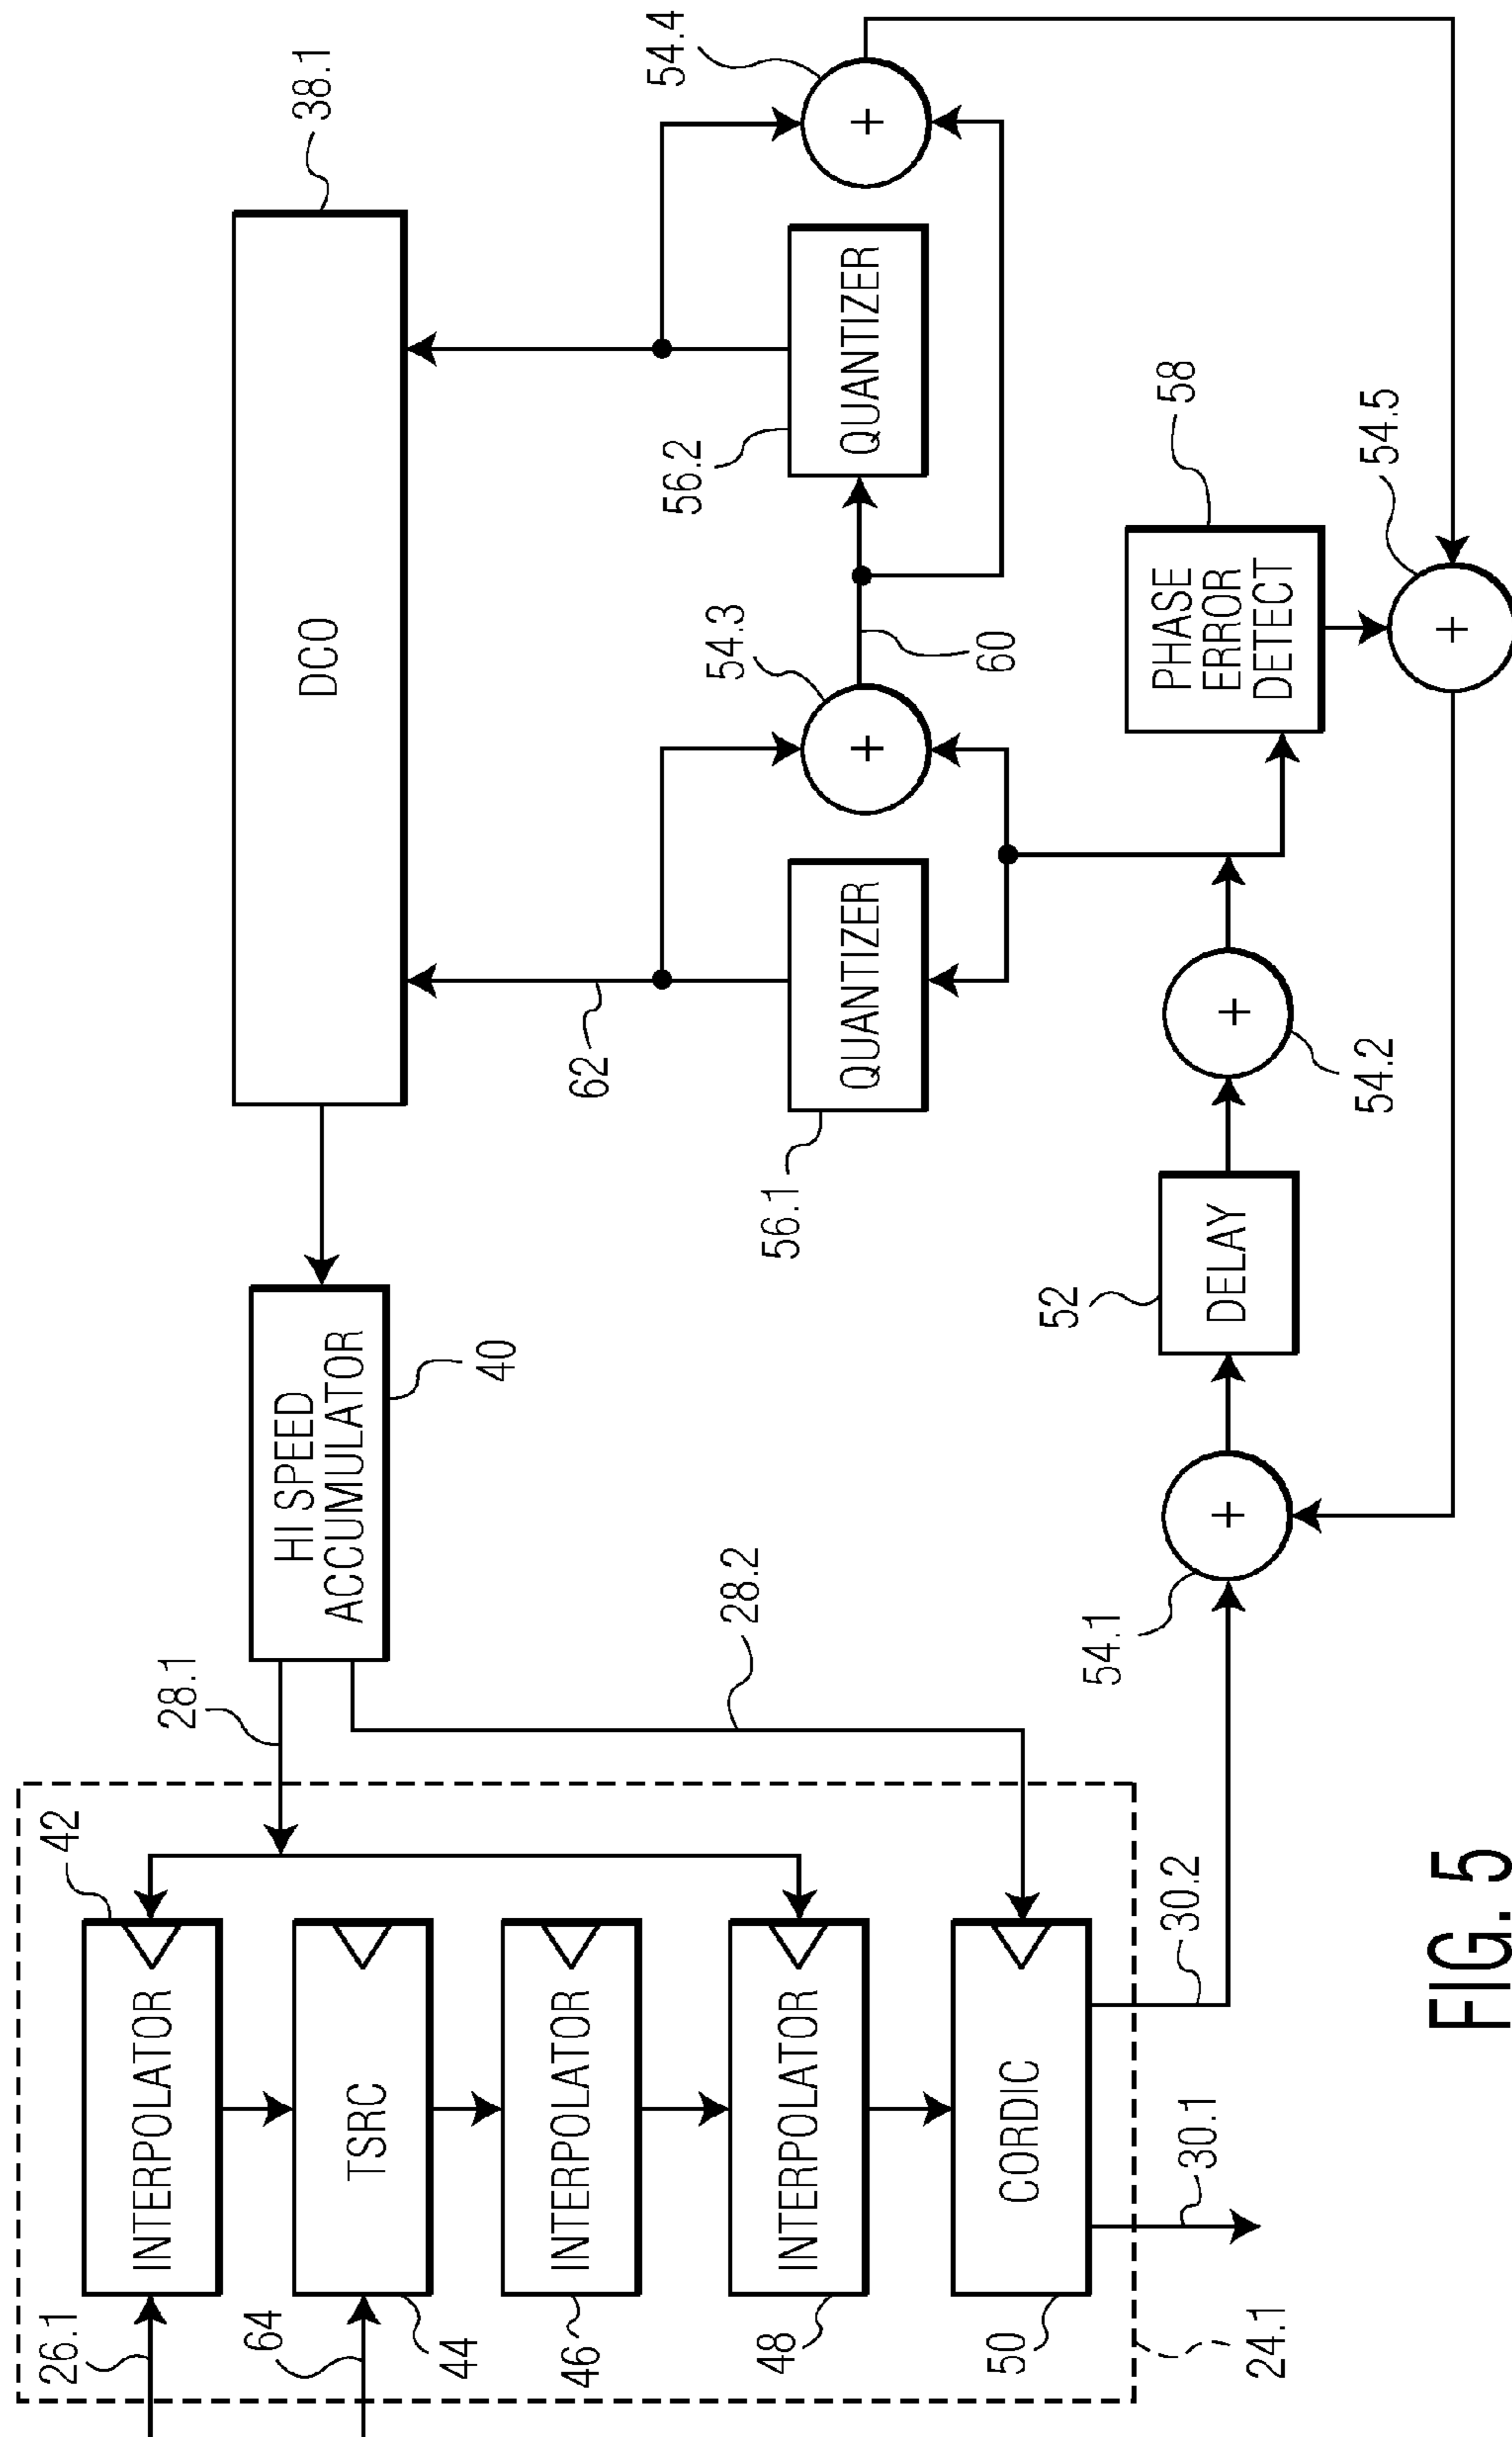 26.1
64
44
46
48
50
24.1
42
INTERPOLATOR
TSRC
INTERPOLATOR
INTERPOLATOR
CORDIC
30.1
30.2
28.1
28.2
HI SPEED
ACCUMULATOR
40
DCO
38.1
62
QUANTIZER
56.1
+
54.3
60
QUANTIZER
56.2
+
54.4
+
54.1
DELAY
52
+
54.2
PHASE
ERROR
DETECT
58
+
54.5
FIG. 5